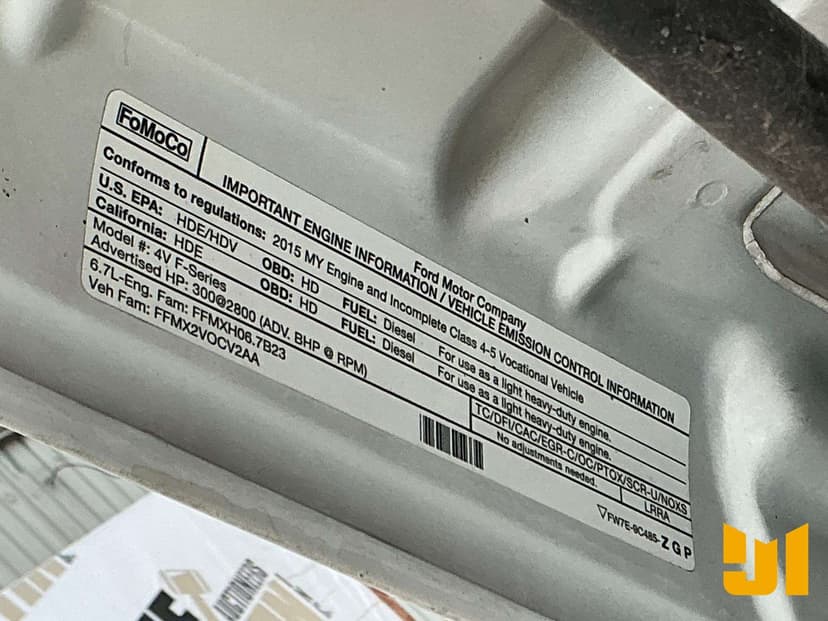 FoMoCo
Ford Motor Company
IMPORTANT ENGINE INFORMATION / VEHICLE EMISSION CONTROL INFORMATION
Conforms to regulations: 2015 MY Engine and Incomplete Class 4-5 Vocational Vehicle
U.S. EPA: HDE/HDV OBD: HD FUEL: Diesel For use as a light heavy-duty engine.
California: HDE OBD: HD FUEL: Diesel For use as a light heavy-duty engine.
Model #: 4V F-Series
Advertised HP: 300@2800 (ADV. BHP @ RPM)
6.7L-Eng. Fam: FFMXH06.7B23
Veh Fam: FFMX2VOCV2AA
TC/DFI/CAC/EGR-C/OC/PTOX/SCR-U/NOXS
No adjustments needed.
LRRA
FW7E-9C485-ZGP
AUCTIONEERS